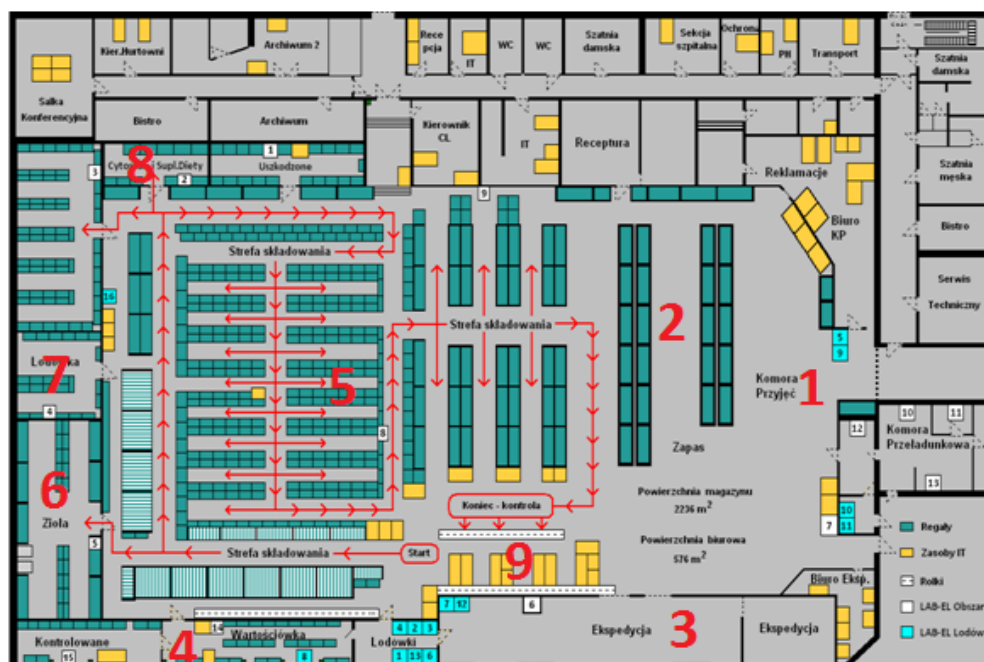 Kier.Hurtowni
Archiwum 2
Rece
pcja
IT
WC
WC
Szatnia
damska
Sekcja
szpitalna
Ochrona
PH
Transport
Szatnia
damska
Salka
Konferencyjna
Bistro
Archiwum
Kierownik
CL
IT
Receptura
Reklamacje
Szatnia
męska
3
8
2
Supl.Diety
1
Uszkodzone
9
Biuro
KP
Bistro
Strefa składowania
Serwis
Techniczny
16
Strefa składowania
2
5
9
7
4
5
8
Komora
Przyjęć
1
10
11
12
Komora
Przeładunkowa
13
Zapas
6
Zioła
5
Koniec - kontrola
Powierzchnia magazynu
2236 m²
7
10
11
Regały
Strefa składowania
Start
9
Powierzchnia biurowa
576 m²
Zasoby IT
Biuro Eksp.
Rolki
7
12
6
LAB-EL Obszar
14
4
2
3
Kontrolowane
4
Wartościówka
Lodówki
Ekspedycja
3
Ekspedycja
LAB-EL Lodów
15
8
1
13
6